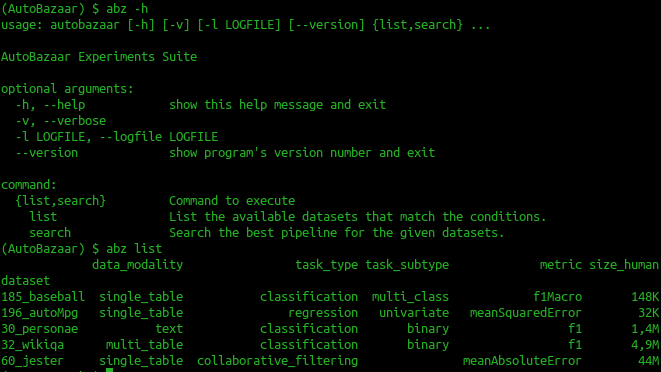 (AutoBazaar) $ abz -h
usage: autobazaar [-h] [-v] [-l LOGFILE] [--version] {list,search} ...
AutoBazaar Experiments Suite
optional arguments:
-h, --help show this help message and exit
-v, --verbose
-l LOGFILE, --logfile LOGFILE
--version show program's version number and exit
command:
{list,search} Command to execute
list List the available datasets that match the conditions.
search Search the best pipeline for the given datasets.
(AutoBazaar) $ abz list
data_modality task_type task_subtype metric size_human
dataset
185_baseball single_table classification multi_class f1Macro 148K
196_autoMpg single_table regression univariate meanSquaredError 32K
30_personae text classification binary f1 1,4M
32_wikiqa multi_table classification binary f1 4,9M
60_jester single_table collaborative_filtering meanAbsoluteError 44M